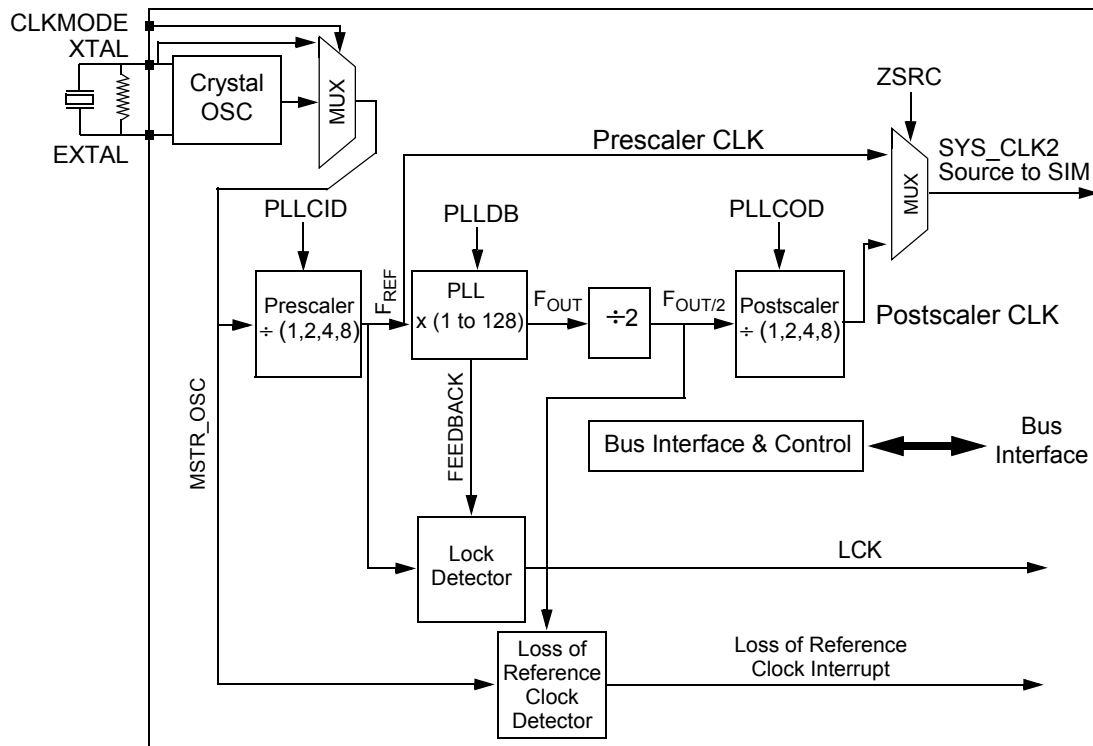 CLKMODE
XTAL
EXTAL
Crystal
OSC
MUX
ZSRC
Prescaler CLK
MUX
SYS_CLK2
Source to SIM
PLLCID
PLLDB
PLLCOD
Prescaler
÷ (1,2,4,8)
FREF
PLL
x (1 to 128)
FOUT
÷2
FOUT/2
Postscaler
÷ (1,2,4,8)
Postscaler CLK
MSTR_OSC
FEEDBACK
Bus Interface & Control
Bus
Interface
Lock
Detector
LCK
Loss of
Reference
Clock
Detector
Loss of Reference
Clock Interrupt